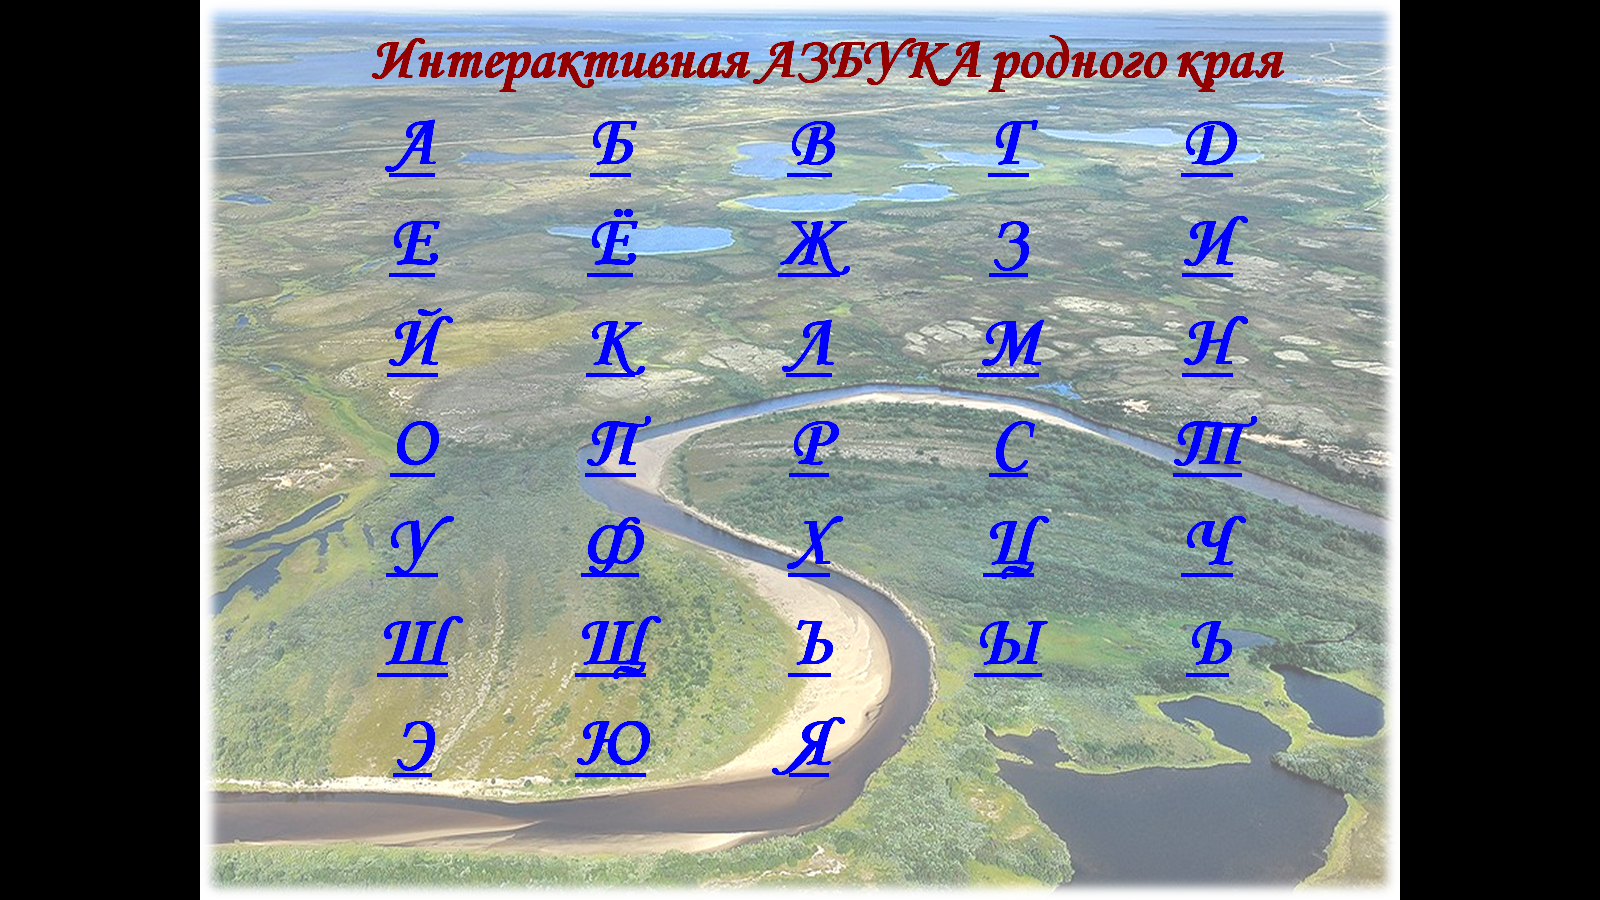 Интерактивная АЗБУКА родного края
А Б В Г Д
Е Ё Ж З И
Й К Л М Н
О П Р С Т
У Ф Х Ц Ч
Ш Щ Ъ Ы Ь
Э Ю Я